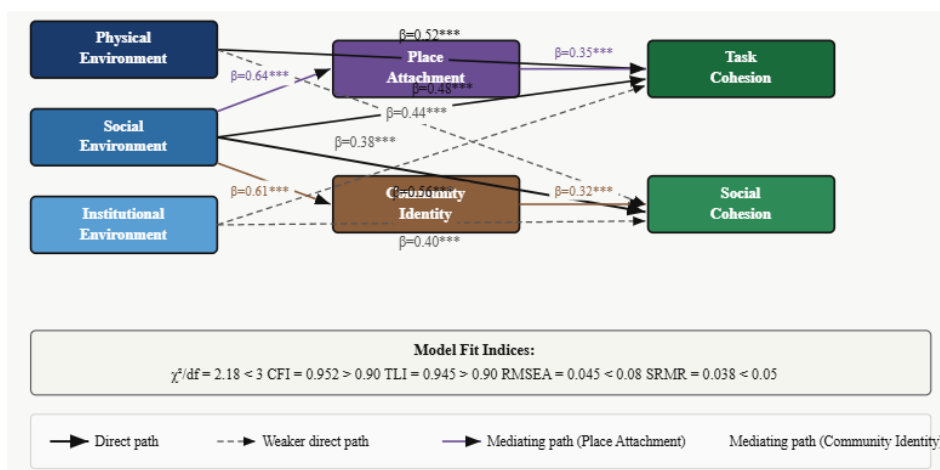 β=0.52***
Physical
Environment
Place
Attachment
β=0.35***
Task
Cohesion
β=0.64***
β=0.48***
β=0.44***
Social
Environment
β=0.38***
β=0.61***
β=0.56***
Community
Identity
β=0.32***
Social
Cohesion
Institutional
Environment
β=0.40***
Model Fit Indices:
χ²/df = 2.18 < 3 CFI = 0.952 > 0.90 TLI = 0.945 > 0.90 RMSEA = 0.045 < 0.08 SRMR = 0.038 < 0.05
Direct path
Weaker direct path
Mediating path (Place Attachment)
Mediating path (Community Identity)